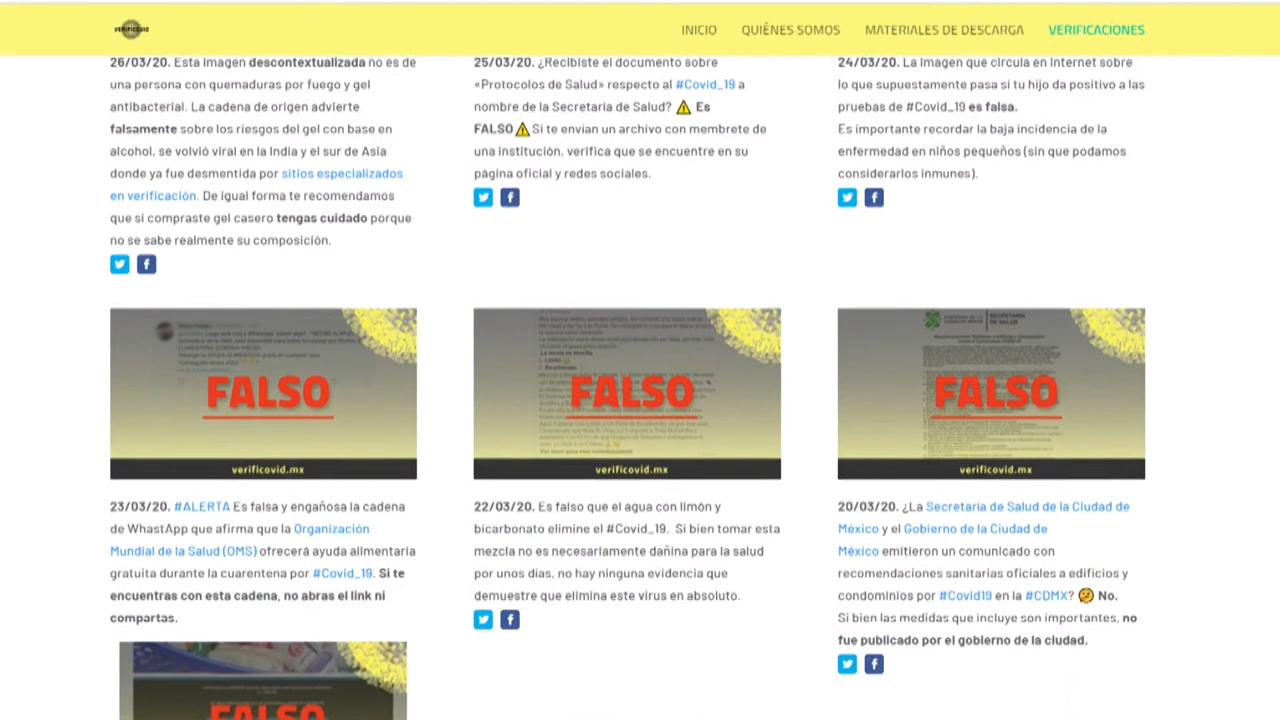 VERIFICOVID
INICIO
QUIÉNES SOMOS
MATERIALES DE DESCARGA
VERIFICACIONES
26/03/20. Esta imagen descontextualizada no es de
una persona con quemaduras por fuego y gel
antibacterial. La cadena de origen advierte
falsamente sobre los riesgos del gel con base en
alcohol, se volvió viral en la India y el sur de Asia
donde ya fue desmentida por sitios especializados
en verificación. De igual forma te recomendamos
que si compraste gel casero tengas cuidado porque
no se sabe realmente su composición.
25/03/20. ¿Recibiste el documento sobre
«Protocolos de Salud» respecto al #Covid_19 a
nombre de la Secretaría de Salud? ⚠ Es
FALSO ⚠ Si te envían un archivo con membrete de
una institución, verifica que se encuentre en su
página oficial y redes sociales.
24/03/20. La imagen que circula en internet sobre
lo que supuestamente pasa si tu hijo da positivo a las
pruebas de #Covid_19 es falsa.
Es importante recordar la baja incidencia de la
enfermedad en niños pequeños (sin que podamos
considerarlos inmunes).
FALSO
verificovid.mx
23/03/20. #ALERTA Es falsa y engañosa la cadena
de WhastApp que afirma que la Organización
Mundial de la Salud (OMS) ofrecerá ayuda alimentaria
gratuita durante la cuarentena por #Covid_19. Si te
encuentras con esta cadena, no abras el link ni
compartas.
FALSO
verificovid.mx
22/03/20. Es falso que el agua con limón y
bicarbonato elimine el #Covid_19. Si bien tomar esta
mezcla no es necesariamente dañina para la salud
por unos días, no hay ninguna evidencia que
demuestre que elimina este virus en absoluto.
SECRETARÍA
DE SALUD
FALSO
verificovid.mx
20/03/20. ¿La Secretaría de Salud de la Ciudad de
México y el Gobierno de la Ciudad de
México emitieron un comunicado con
recomendaciones sanitarias oficiales a edificios y
condominios por #Covid19 en la #CDMX? 🤔 No.
Si bien las medidas que incluye son importantes, no
fue publicado por el gobierno de la ciudad.
FALSO